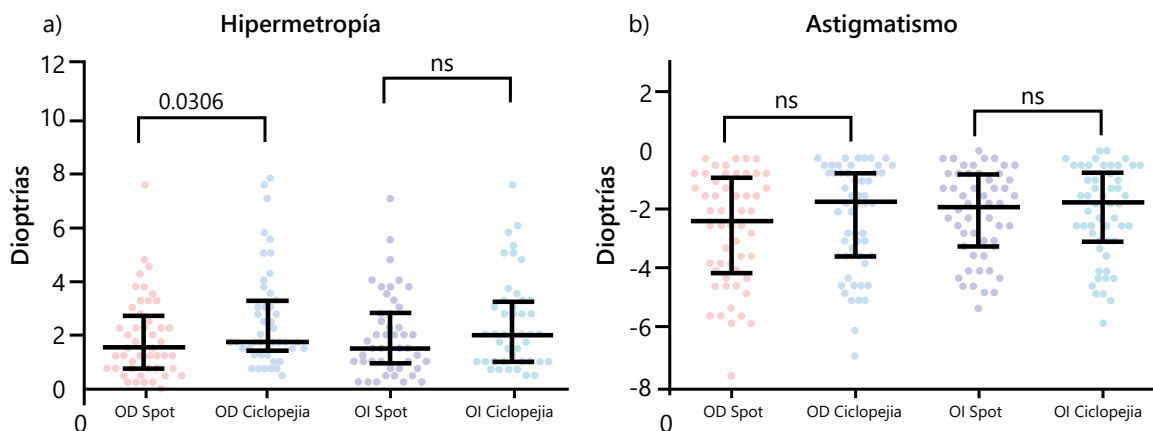 a)
Hipermetropía
Dioptrías
12
10
8
6
4
2
0
0
0.0306
ns
OD Spot
OD Ciclopejia
OI Spot
OI Ciclopejia
b)
Astigmatismo
Dioptrías
2
0
-2
-4
-6
-8
0
ns
ns
OD Spot
OD Ciclopejia
OI Spot
OI Ciclopejia